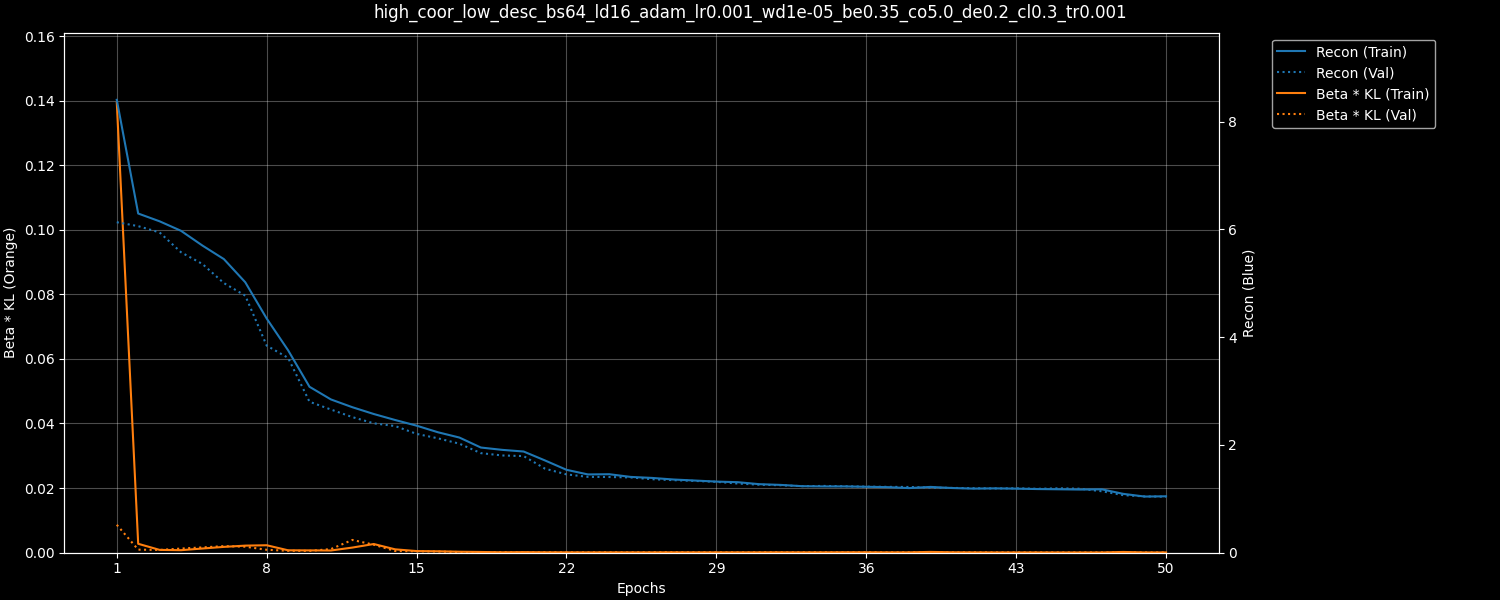 high_coor_low_desc_bs64_ld16_adam_lr0.001_wd1e-05_be0.35_co5.0_de0.2_cl0.3_tr0.001
Beta * KL (Orange)
0.16
0.14
0.12
0.10
0.08
0.06
0.04
0.02
0.00
1
8
15
22
29
36
43
50
Epochs
8
6
4
2
0
Recon (Blue)
Recon (Train)
Recon (Val)
Beta * KL (Train)
Beta * KL (Val)